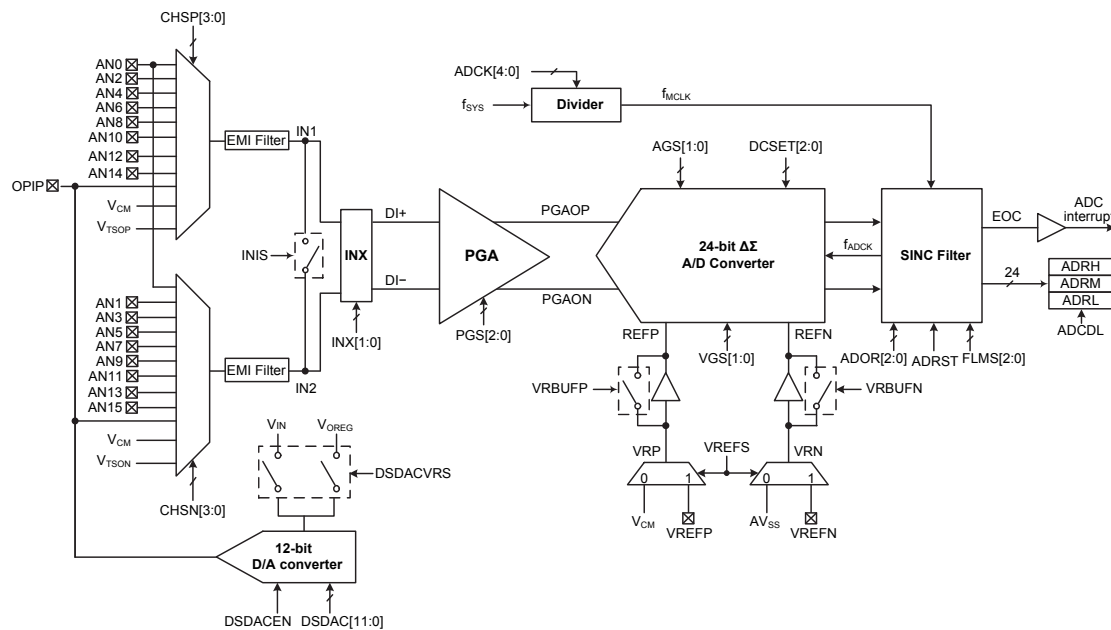 CHSP[3:0]
AN0
AN2
AN4
AN6
AN8
AN10
AN12
AN14
OPIP
VCM
VTSOP
EMI Filter
IN1
ADCK[4:0]
fSYS
Divider
fMCLK
AGS[1:0]
DCSET[2:0]
INIS
INX
DI+
DI−
INX[1:0]
PGA
PGS[2:0]
PGAOP
PGAON
24-bit ΔΣ
A/D Converter
fADCK
SINC Filter
EOC
ADC
interrupt
24
ADRH
ADRM
ADRL
ADCDL
REFP
VGS[1:0]
REFN
ADOR[2:0]
ADRST
FLMS[2:0]
AN1
AN3
AN5
AN7
AN9
AN11
AN13
AN15
VCM
VTSON
EMI Filter
IN2
CHSN[3:0]
VRBUFP
VRBUFN
VIN
VOREG
DSDACVRS
VRP
VREFS
VRN
0 1
0 1
VCM
VREFP
AVSS
VREFN
12-bit
D/A converter
DSDACEN
DSDAC[11:0]